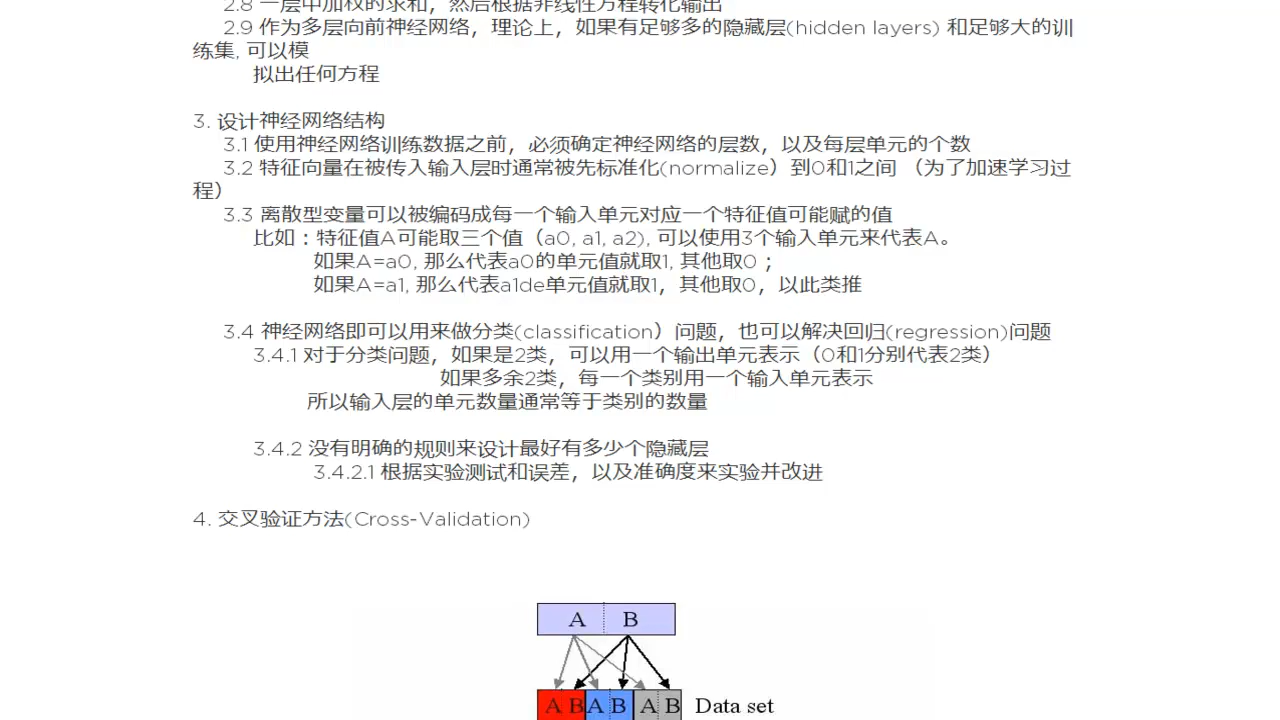 2.8 一层中加权的求和，然后根据非线性方程转化输出
2.9 作为多层向前神经网络，理论上，如果有足够多的隐藏层(hidden layers) 和足够大的训
练集, 可以模
拟出任何方程
3. 设计神经网络结构
3.1 使用神经网络训练数据之前，必须确定神经网络的层数，以及每层单元的个数
3.2 特征向量在被传入输入层时通常被先标准化(normalize）到0和1之间 （为了加速学习过
程）
3.3 离散型变量可以被编码成每一个输入单元对应一个特征值可能赋的值
比如：特征值A可能取三个值（a0, a1, a2), 可以使用3个输入单元来代表A。
如果A=a0, 那么代表a0的单元值就取1, 其他取0；
如果A=a1, 那么代表a1de单元值就取1，其他取0，以此类推
3.4 神经网络即可以用来做分类(classification）问题，也可以解决回归(regression)问题
3.4.1 对于分类问题，如果是2类，可以用一个输出单元表示（0和1分别代表2类）
如果多余2类，每一个类别用一个输入单元表示
所以输入层的单元数量通常等于类别的数量
3.4.2 没有明确的规则来设计最好有多少个隐藏层
3.4.2.1 根据实验测试和误差，以及准确度来实验并改进
4. 交叉验证方法(Cross-Validation)
A B
A B A B A B Data set